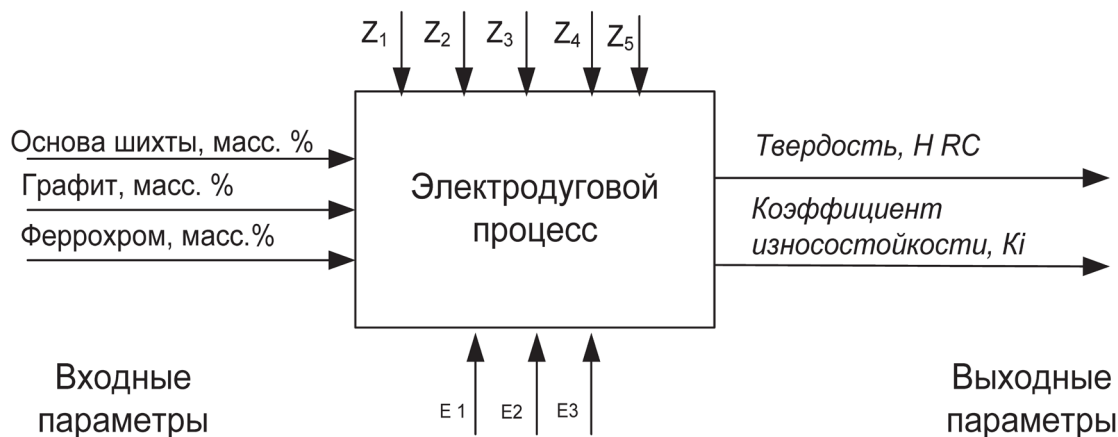 Z1 Z2 Z3 Z4 Z5
Основа шихты, масс. %
Графит, масс. %
Феррохром, масс.%
Электродуговой
процесс
Твердость, H RC
Коэффициент
износостойкости, Кi
E 1 E2 E3
Входные
параметры
Выходные
параметры